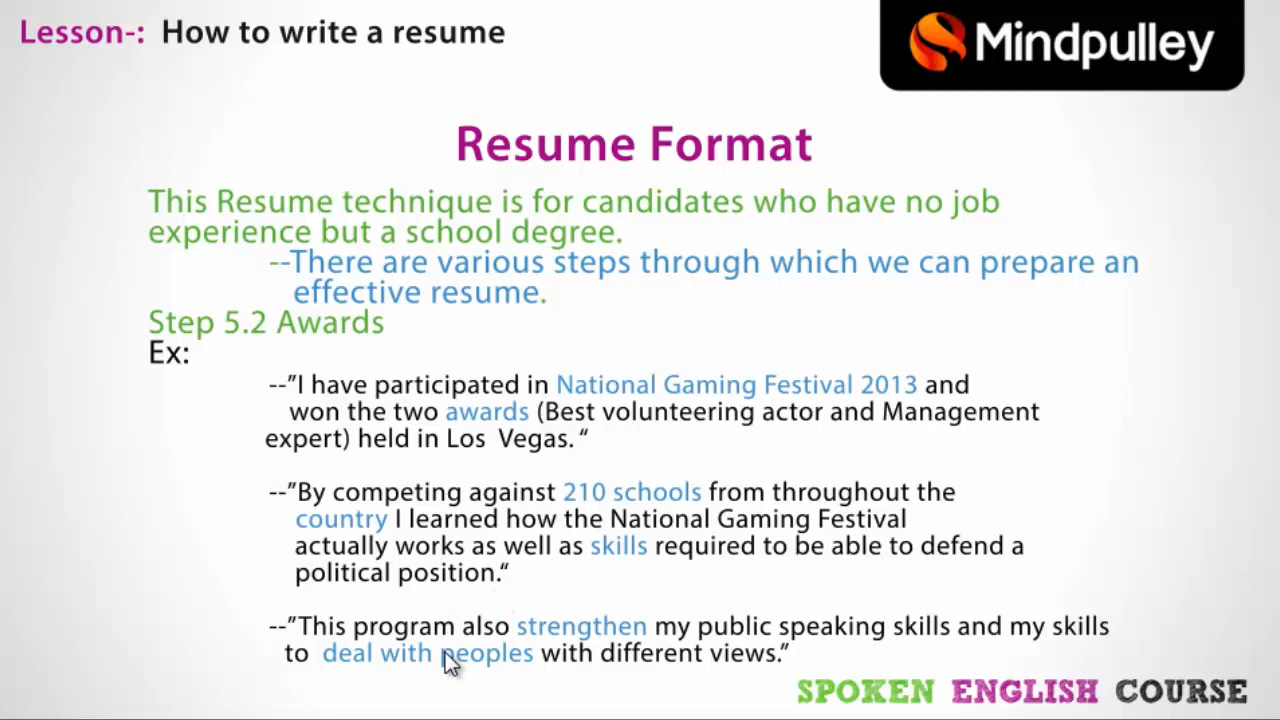 Lesson-: How to write a resume
Mindpulley
Resume Format
This Resume technique is for candidates who have no job
experience but a school degree.
--There are various steps through which we can prepare an
effective resume.
Step 5.2 Awards
Ex:
--”I have participated in National Gaming Festival 2013 and
won the two awards (Best volunteering actor and Management
expert) held in Los Vegas. “
--”By competing against 210 schools from throughout the
country I learned how the National Gaming Festival
actually works as well as skills required to be able to defend a
political position.“
--”This program also strengthen my public speaking skills and my skills
to deal with peoples with different views.”
SPOKEN ENGLISH COURSE